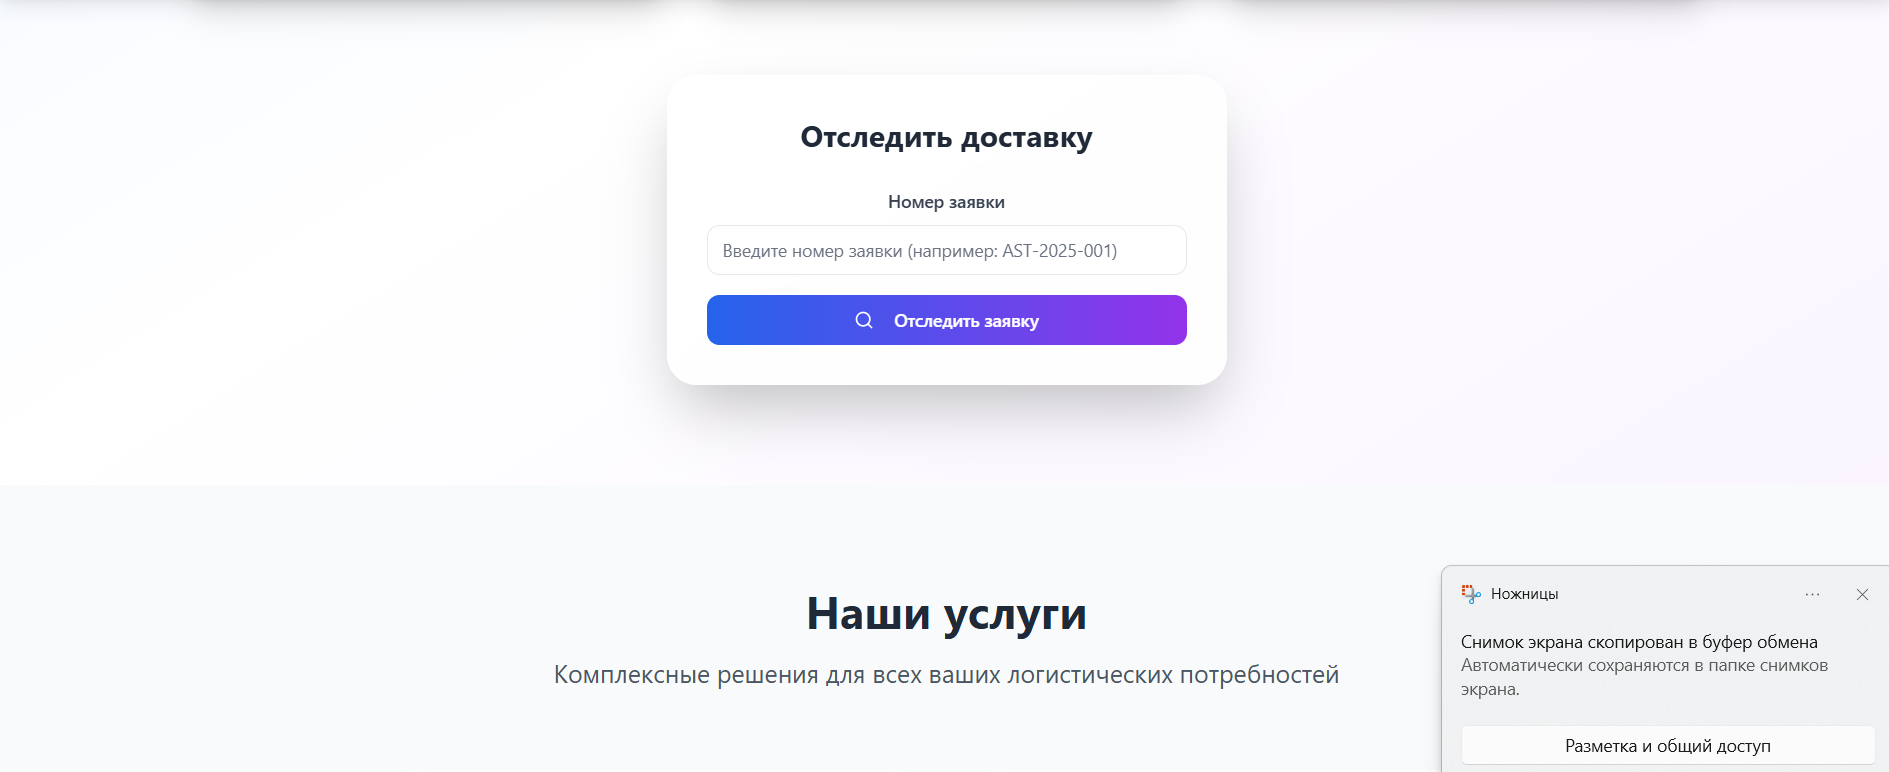 Отследить доставку
Номер заявки
Введите номер заявки (например: AST-2025-001)
Отследить заявку
Наши услуги
Комплексные решения для всех ваших логистических потребностей
Ножницы
Снимок экрана скопирован в буфер обмена
Автоматически сохраняются в папке снимков
экрана.
Разметка и общий доступ